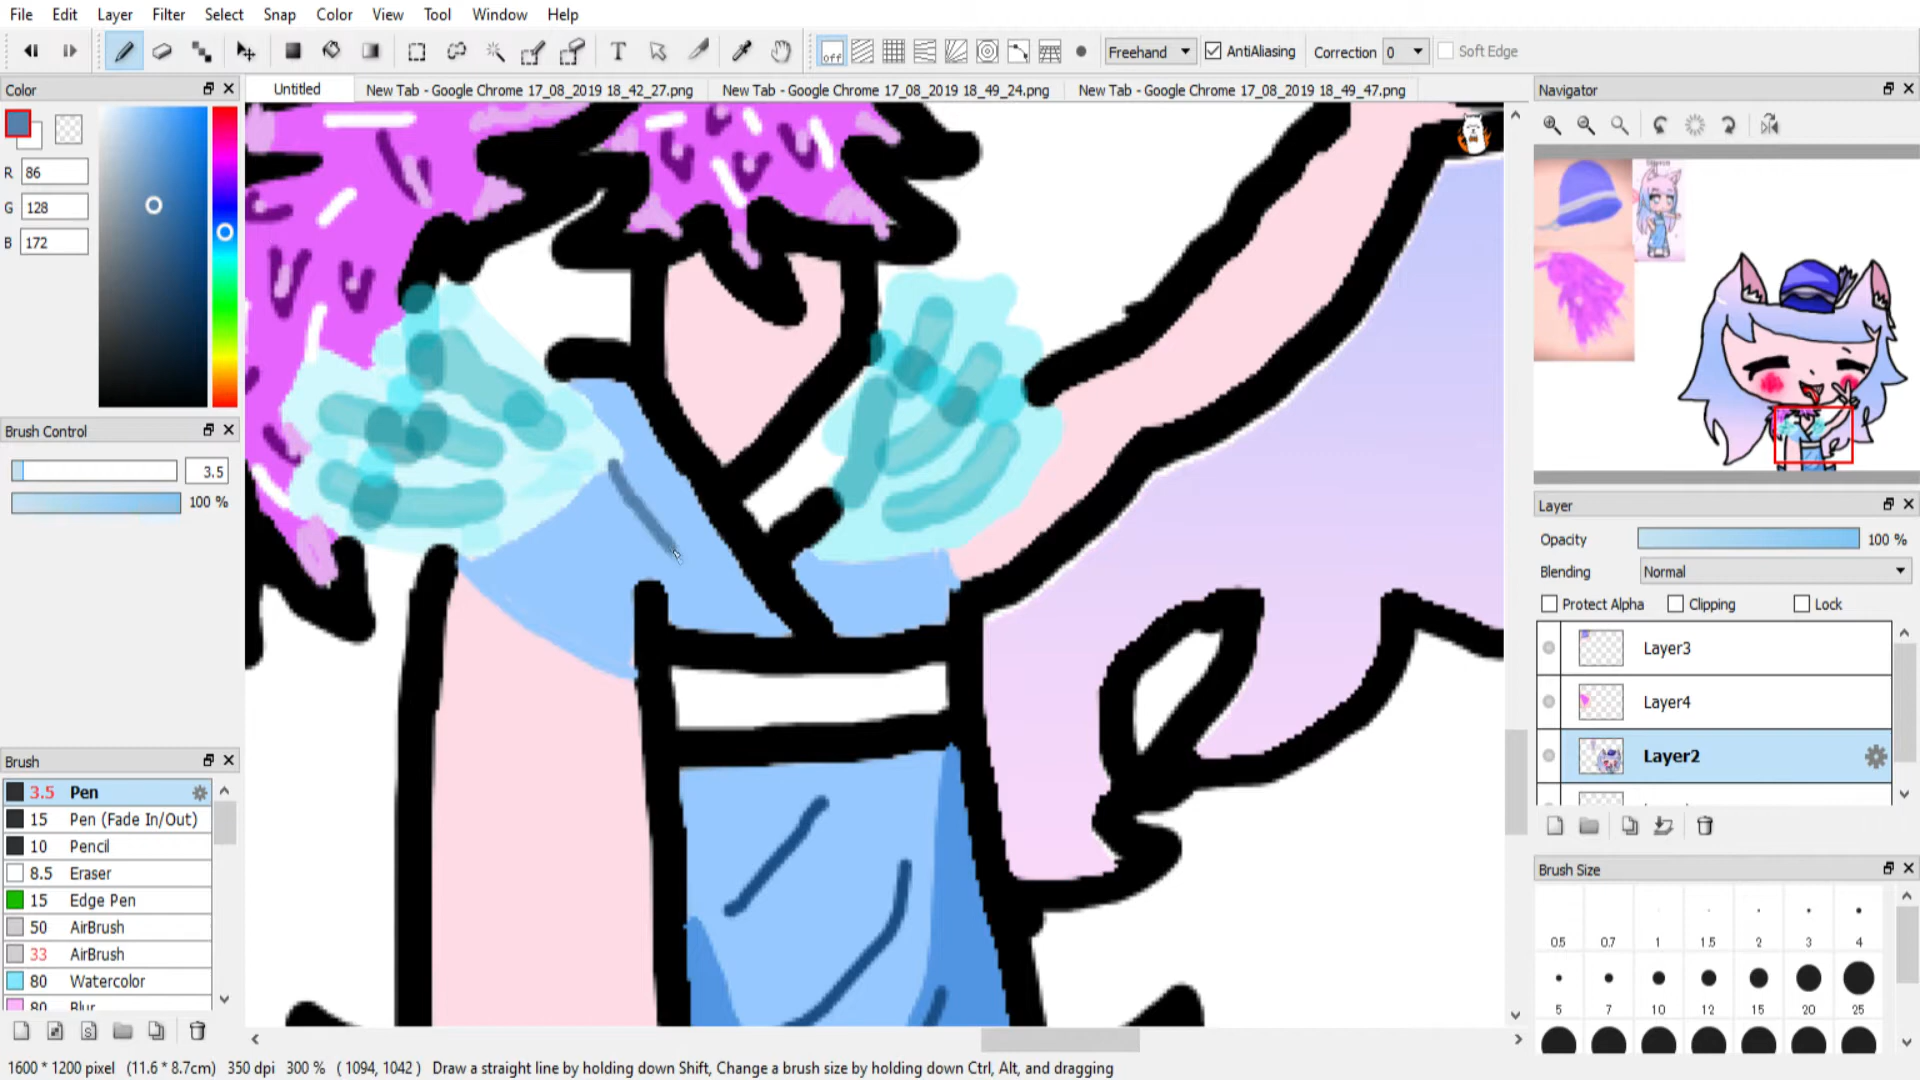 File Edit Layer Filter Select Snap Color View Tool Window Help
off Freehand AntiAliasing Correction 0 Soft Edge
Color
Untitled New Tab - Google Chrome 17_08_2019 18_42_27.png New Tab - Google Chrome 17_08_2019 18_49_24.png New Tab - Google Chrome 17_08_2019 18_49_47.png
Navigator
R 86
G 128
B 172
Brush Control
3.5
100 %
Layer
Opacity 100 %
Blending Normal
Protect Alpha Clipping Lock
Layer3
Layer4
Layer2
Brush
3.5 Pen
15 Pen (Fade In/Out)
10 Pencil
8.5 Eraser
15 Edge Pen
50 AirBrush
33 AirBrush
80 Watercolor
80 Blur
Brush Size
0.5 0.7 1 1.5 2 3 4
5 7 10 12 15 20 25
1600 * 1200 pixel (11.6 * 8.7cm) 350 dpi 300 % ( 1094, 1042 ) Draw a straight line by holding down Shift, Change a brush size by holding down Ctrl, Alt, and dragging